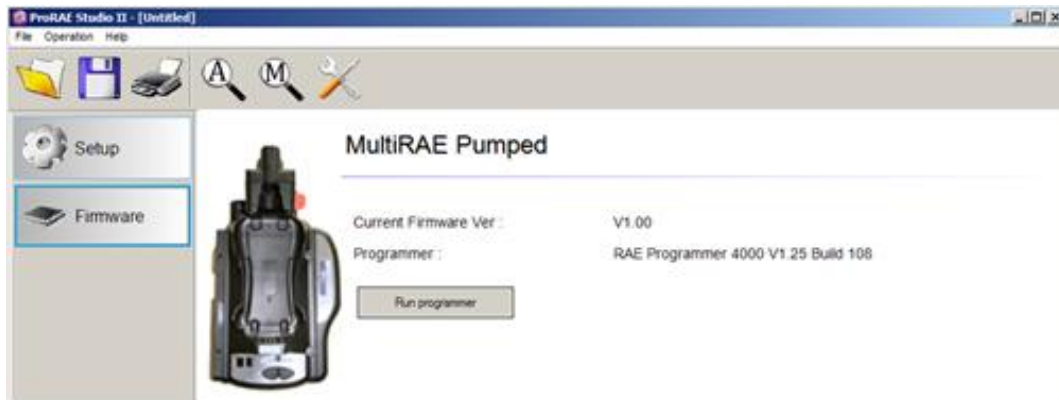 ProRAE Studio II - [Untitled]
File Operation Help
A M
Setup
MultiRAE Pumped
Firmware
Current Firmware Ver : V1.00
Programmer : RAE Programmer 4000 V1.25 Build 108
Run programmer